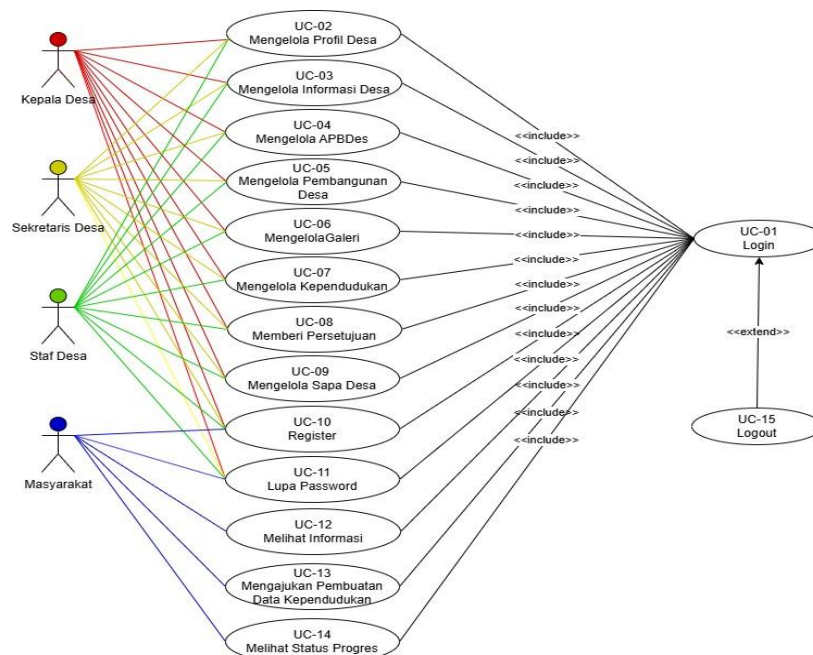 Kepala Desa
Sekretaris Desa
Staf Desa
Masyarakat
UC-02
Mengelola Profil Desa
UC-03
Mengelola Informasi Desa
UC-04
Mengelola APBDes
UC-05
Mengelola Pembangunan
Desa
UC-06
MengelolaGaleri
UC-07
Mengelola Kependudukan
UC-08
Memberi Persetujuan
UC-09
Mengelola Sapa Desa
UC-10
Register
UC-11
Lupa Password
UC-12
Melihat Informasi
UC-13
Mengajukan Pembuatan
Data Kependudukan
UC-14
Melihat Status Progres
<<include>>
<<include>>
<<include>>
<<include>>
<<include>>
<<include>>
<<include>>
<<include>>
<<include>>
<<include>>
<<include>>
<<include>>
<<include>>
UC-01
Login
<<extend>>
UC-15
Logout